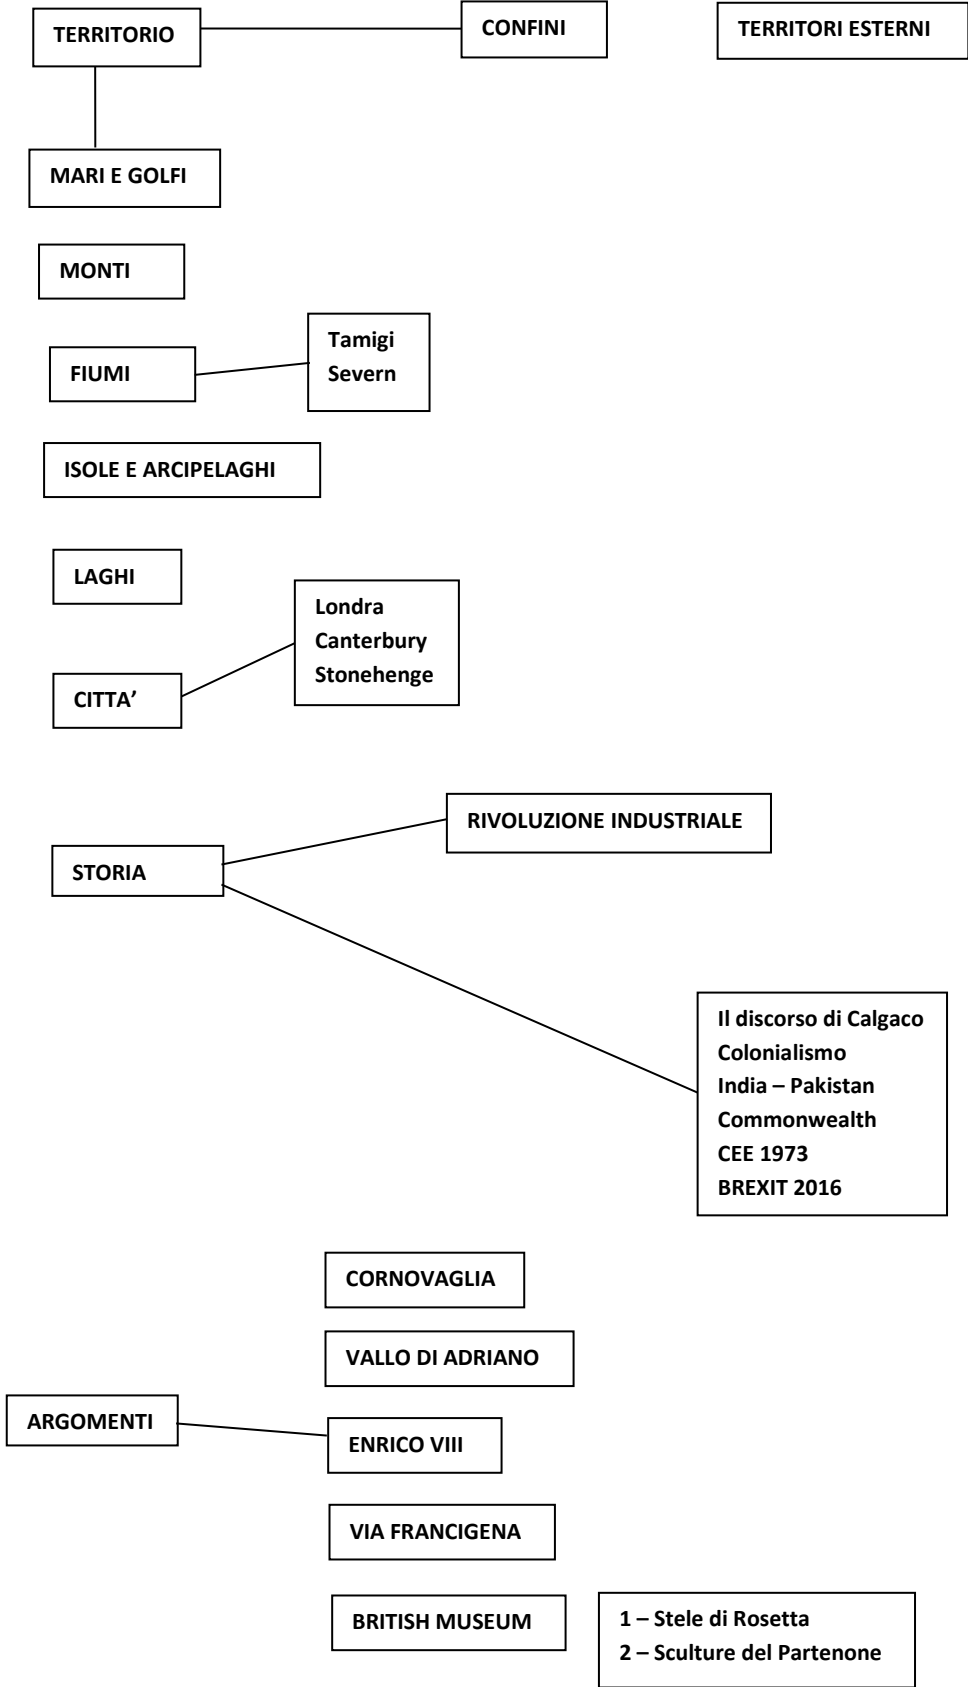 TERRITORIO
CONFINI
TERRITORI ESTERNI
MARI E GOLFI
MONTI
FIUMI
Tamigi
Severn
ISOLE E ARCIPELAGHI
LAGHI
CITTA’
Londra
Canterbury
Stonehenge
STORIA
RIVOLUZIONE INDUSTRIALE
Il discorso di Calgaco
Colonialismo
India – Pakistan
Commonwealth
CEE 1973
BREXIT 2016
ARGOMENTI
CORNOVAGLIA
VALLO DI ADRIANO
ENRICO VIII
VIA FRANCIGENA
BRITISH MUSEUM
1 – Stele di Rosetta
2 – Sculture del Partenone